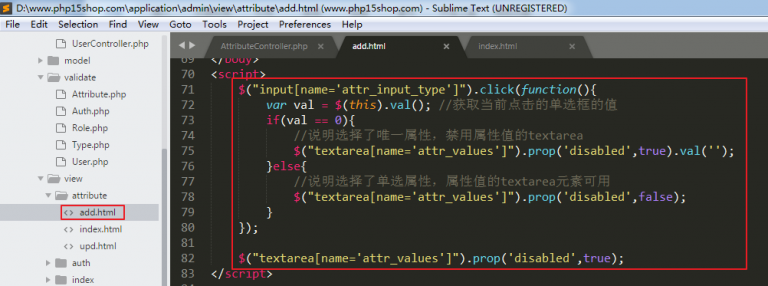 D:\www.php15shop.com\application\admin\view\attribute\add.html (www.php15shop.com) - Sublime Text (UNREGISTERED)
File Edit Selection Find View Goto Tools Project Preferences Help
UserController.php
model
validate
Attribute.php
Auth.php
Role.php
Type.php
User.php
view
attribute
add.html
index.html
upd.html
auth
index
AttributeController.php × add.html × index.html ×
69 </body>
70 <script>
71 $("input[name='attr_input_type']").click(function(){
72 var val = $(this).val(); //获取当前点击的单选框的值
73 if(val == 0){
74 //说明选择了唯一属性，禁用属性值的textarea
75 $("textarea[name='attr_values']").prop('disabled',true).val('');
76 }else{
77 //说明选择了单选属性，属性值的textarea元素可用
78 $("textarea[name='attr_values']").prop('disabled',false);
79 }
80 });
81
82 $("textarea[name='attr_values']").prop('disabled',true);
83 </script>